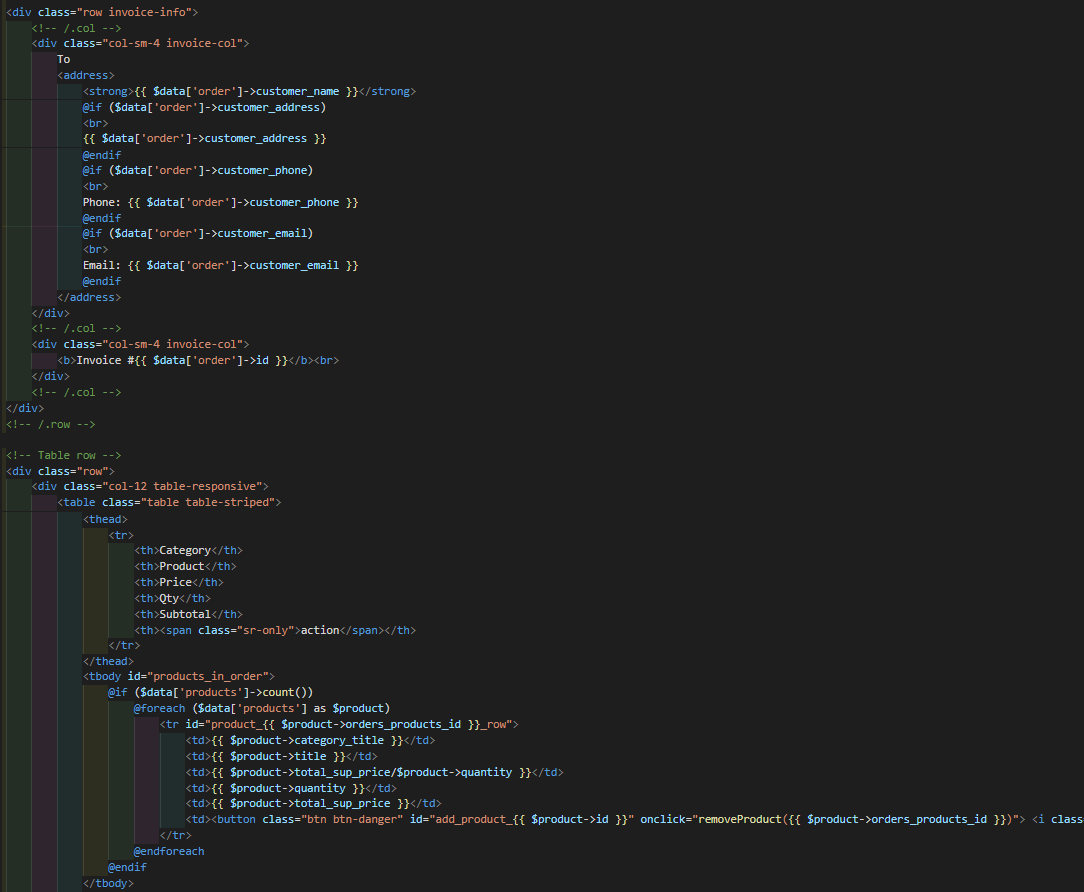 <div class="row invoice-info">
<!-- /.col -->
<div class="col-sm-4 invoice-col">
To
<address>
<strong>{{ $data['order']->customer_name }}</strong>
@if ($data['order']->customer_address)
<br>
{{ $data['order']->customer_address }}
@endif
@if ($data['order']->customer_phone)
<br>
Phone: {{ $data['order']->customer_phone }}
@endif
@if ($data['order']->customer_email)
<br>
Email: {{ $data['order']->customer_email }}
@endif
</address>
</div>
<!-- /.col -->
<div class="col-sm-4 invoice-col">
<b>Invoice #{{ $data['order']->id }}</b><br>
</div>
<!-- /.col -->
</div>
<!-- /.row -->
<!-- Table row -->
<div class="row">
<div class="col-12 table-responsive">
<table class="table table-striped">
<thead>
<tr>
<th>Category</th>
<th>Product</th>
<th>Price</th>
<th>Qty</th>
<th>Subtotal</th>
<th><span class="sr-only">action</span></th>
</tr>
</thead>
<tbody id="products_in_order">
@if ($data['products']->count())
@foreach ($data['products'] as $product)
<tr id="product_{{ $product->orders_products_id }}_row">
<td>{{ $product->category_title }}</td>
<td>{{ $product->title }}</td>
<td>{{ $product->total_sup_price/$product->quantity }}</td>
<td>{{ $product->quantity }}</td>
<td>{{ $product->total_sup_price }}</td>
<td><button class="btn btn-danger" id="add_product_{{ $product->id }}" onclick="removeProduct({{ $product->orders_products_id }})"> <i class
</tr>
@endforeach
@endif
</tbody>